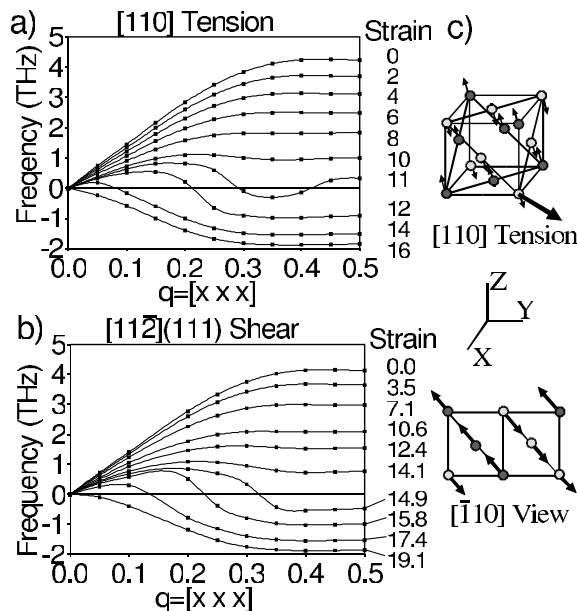 a)
[110] Tension
Freqency (THz)
5
4
3
2
1
0
-1
-2
0.0 0.1 0.2 0.3 0.4 0.5
q=[x x x]
Strain
0
2
4
6
8
10
11
12
14
16
b)
[112̅](111) Shear
Frequency (THz)
5
4
3
2
1
0
-1
-2
0.0 0.1 0.2 0.3 0.4 0.5
q=[x x x]
Strain
0.0
3.5
7.1
10.6
12.4
14.1
14.9
15.8
17.4
19.1
c)
[110] Tension
Z
Y
X
[1̅10] View